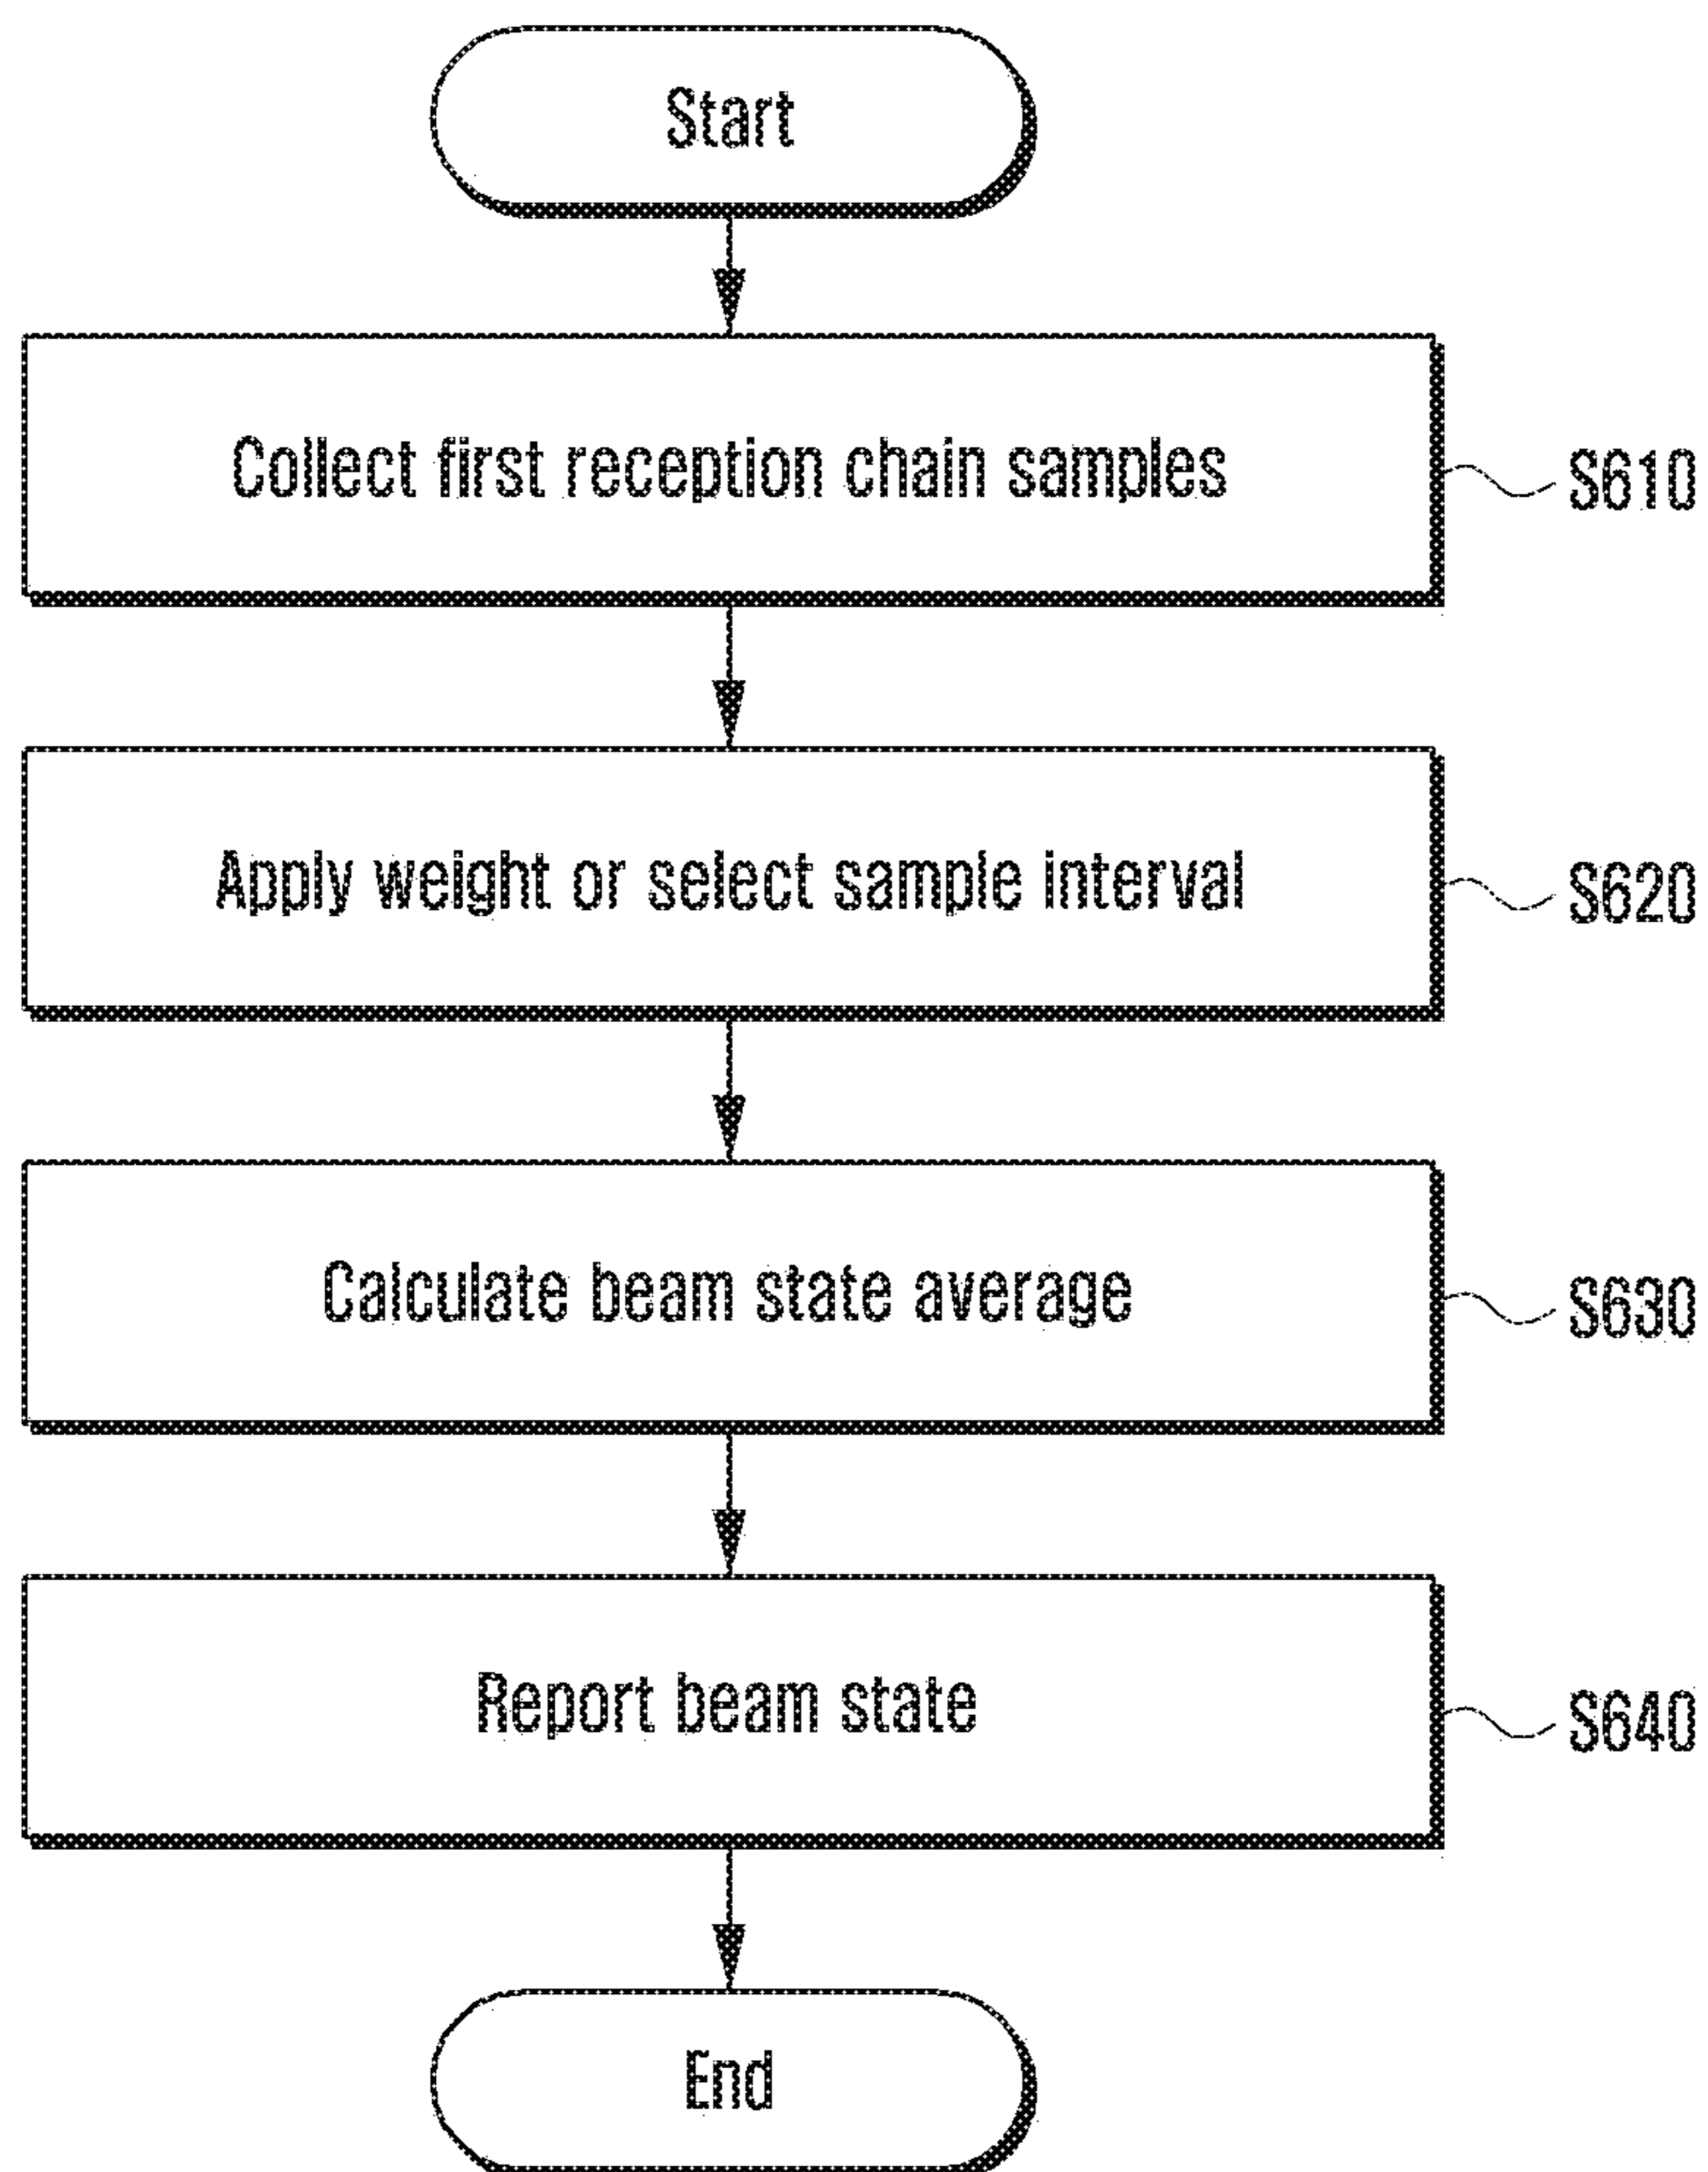 Start
Collect first reception chain samples
S610
Apply weight or select sample interval
S620
Calculate beam state average
S630
Report beam state
S640
End